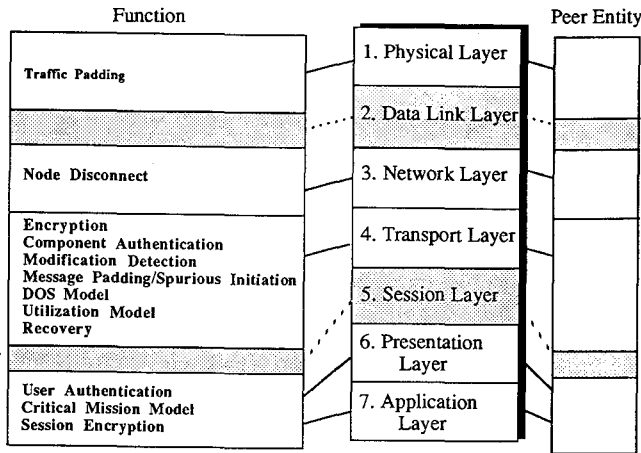 Function
Peer Entity
Traffic Padding
Node Disconnect
Encryption
Component Authentication
Modification Detection
Message Padding/Spurious Initiation
DOS Model
Utilization Model
Recovery
User Authentication
Critical Mission Model
Session Encryption
1. Physical Layer
2. Data Link Layer
3. Network Layer
4. Transport Layer
5. Session Layer
6. Presentation
Layer
7. Application
Layer